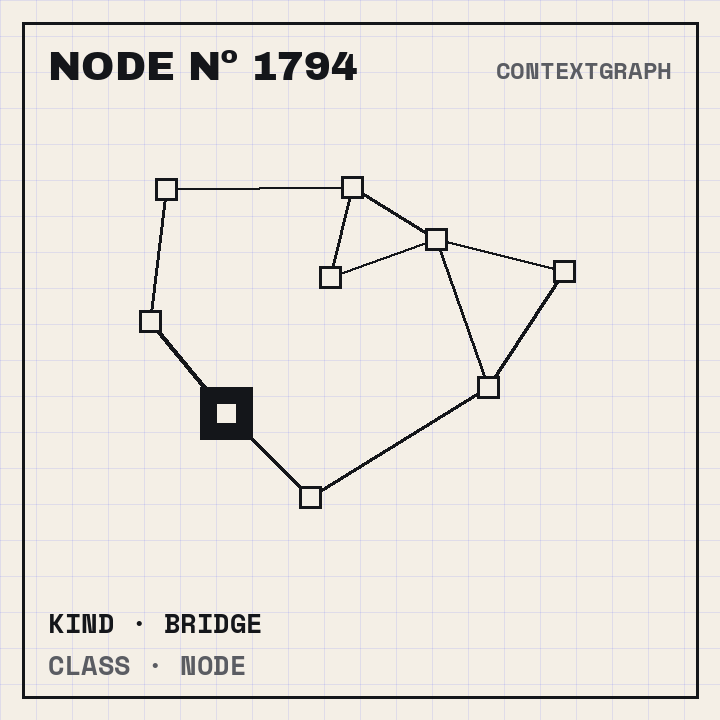 NODE Nº 1794
CONTEXTGRAPH
KIND · BRIDGE
CLASS · NODE